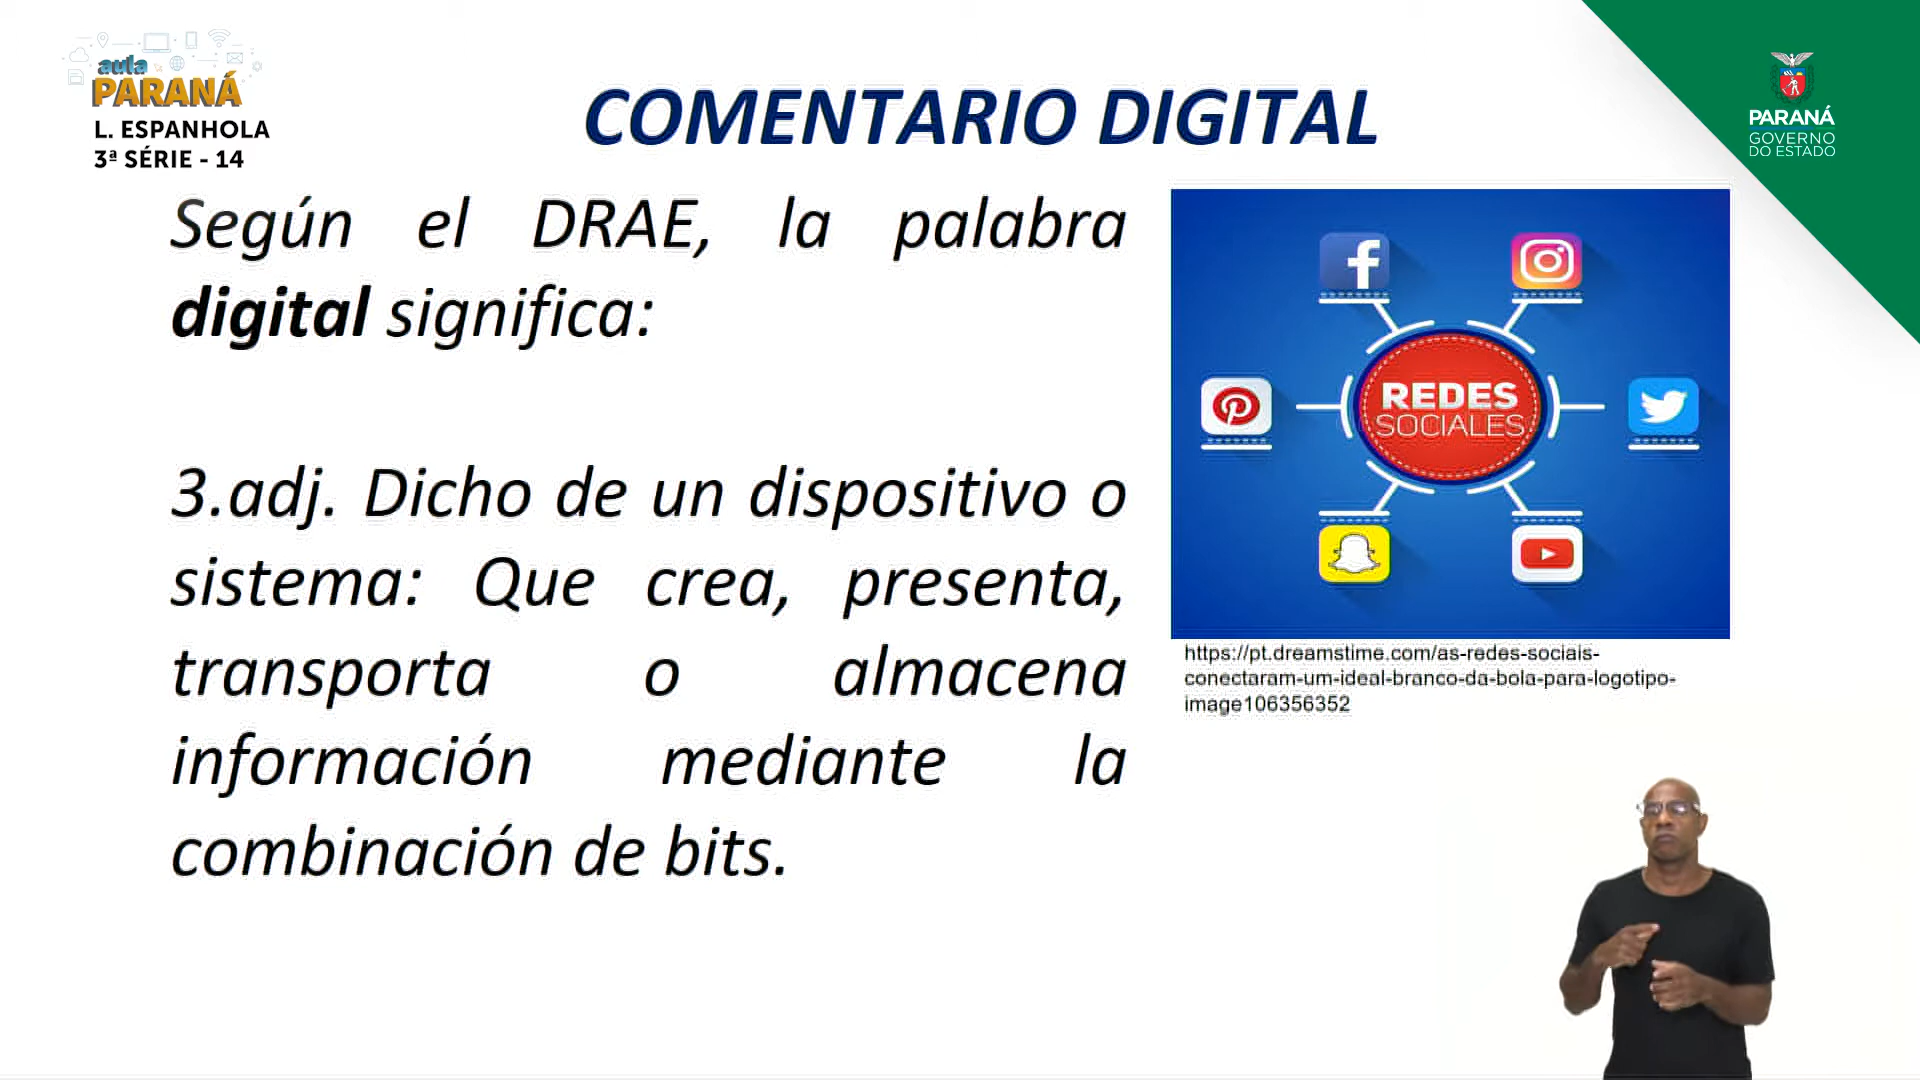 aula
PARANÁ
L. ESPANHOLA
3ª SÉRIE - 14
COMENTARIO DIGITAL
PARANÁ
GOVERNO
DO ESTADO
Según el DRAE, la palabra
digital significa:
3.adj. Dicho de un dispositivo o
sistema: Que crea, presenta,
transporta o almacena
información mediante la
combinación de bits.
REDES
SOCIALES
https://pt.dreamstime.com/as-redes-sociais-
conectaram-um-ideal-branco-da-bola-para-logotipo-
image106356352